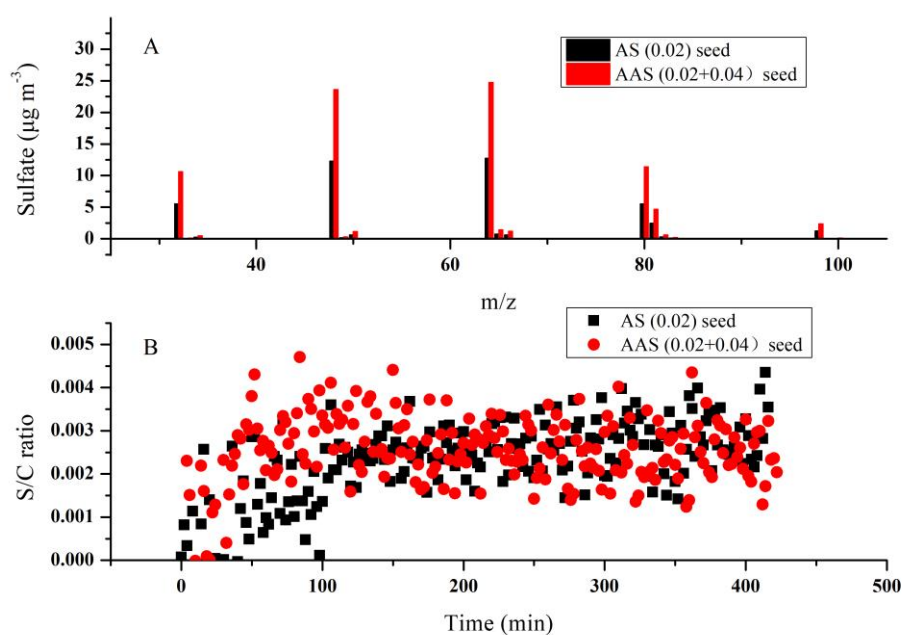 A
AS (0.02) seed
AAS (0.02+0.04） seed
Sulfate (μg m⁻³)
30
25
20
15
10
5
0
40
60
80
100
m/z
B
AS (0.02) seed
AAS (0.02+0.04） seed
S/C ratio
0.005
0.004
0.003
0.002
0.001
0.000
0
100
200
300
400
500
Time (min)